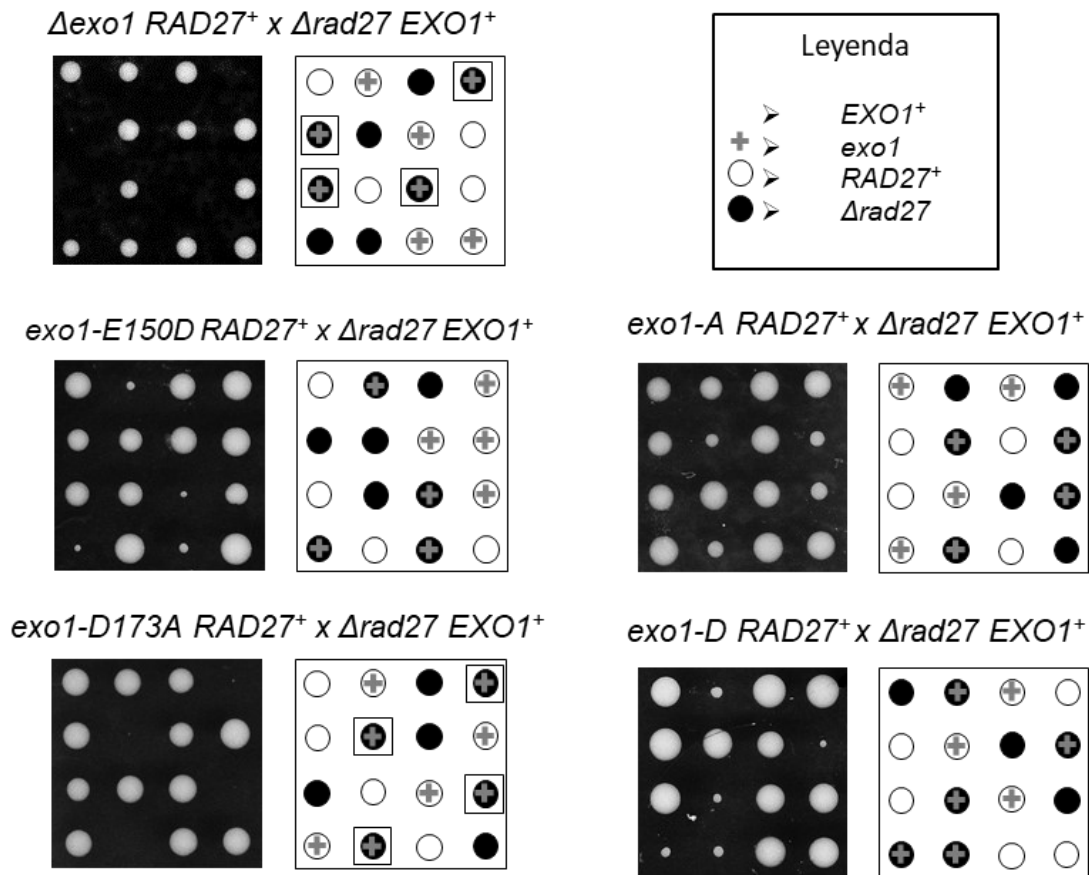 Δexo1 RAD27⁺ x Δrad27 EXO1⁺
Leyenda
EXO1⁺
exo1
RAD27⁺
Δrad27
exo1-E150D RAD27⁺ x Δrad27 EXO1⁺
exo1-A RAD27⁺ x Δrad27 EXO1⁺
exo1-D173A RAD27⁺ x Δrad27 EXO1⁺
exo1-D RAD27⁺ x Δrad27 EXO1⁺